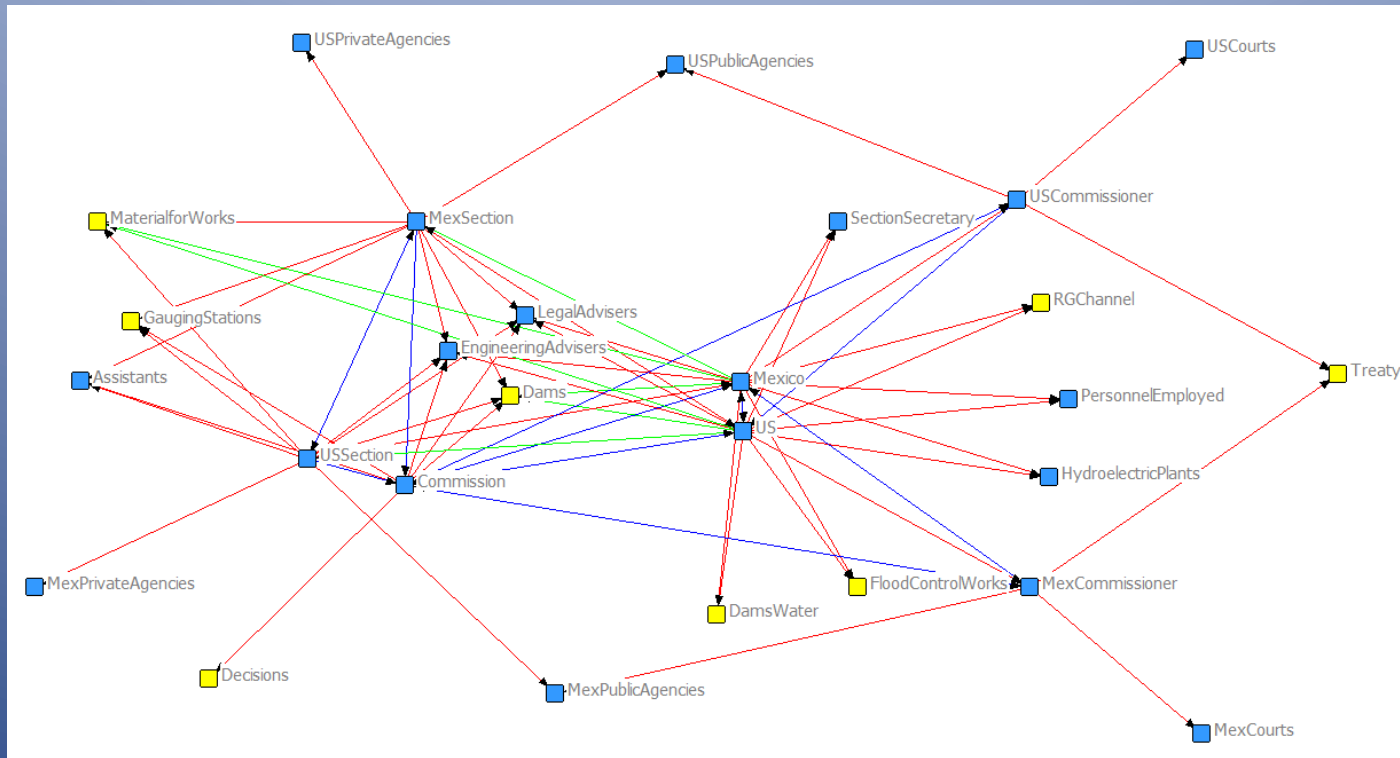 USPrivateAgencies
USCourts
USPublicAgencies
USCommissioner
MaterialforWorks
MexSection
SectionSecretary
RGChannel
LegalAdvisers
GaugingStations
EngineeringAdvisers
Treaty
Assistants
Mexico
Dams
PersonnelEmployed
US
USSection
HydroelectricPlants
Commission
MexPrivateAgencies
FloodControlWorks
MexCommissioner
DamsWater
Decisions
MexPublicAgencies
MexCourts